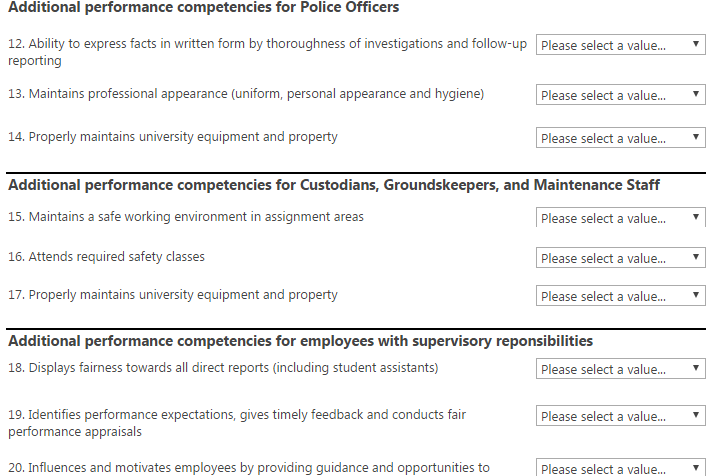 Additional performance competencies for Police Officers
12. Ability to express facts in written form by thoroughness of investigations and follow-up Please select a value...
reporting
13. Maintains professional appearance (uniform, personal appearance and hygiene) Please select a value...
14. Properly maintains university equipment and property Please select a value...
Additional performance competencies for Custodians, Groundskeepers, and Maintenance Staff
15. Maintains a safe working environment in assignment areas Please select a value...
16. Attends required safety classes Please select a value...
17. Properly maintains university equipment and property Please select a value...
Additional performance competencies for employees with supervisory reponsibilities
18. Displays fairness towards all direct reports (including student assistants) Please select a value...
19. Identifies performance expectations, gives timely feedback and conducts fair Please select a value...
performance appraisals
20. Influences and motivates employees by providing guidance and opportunities to Please select a value...